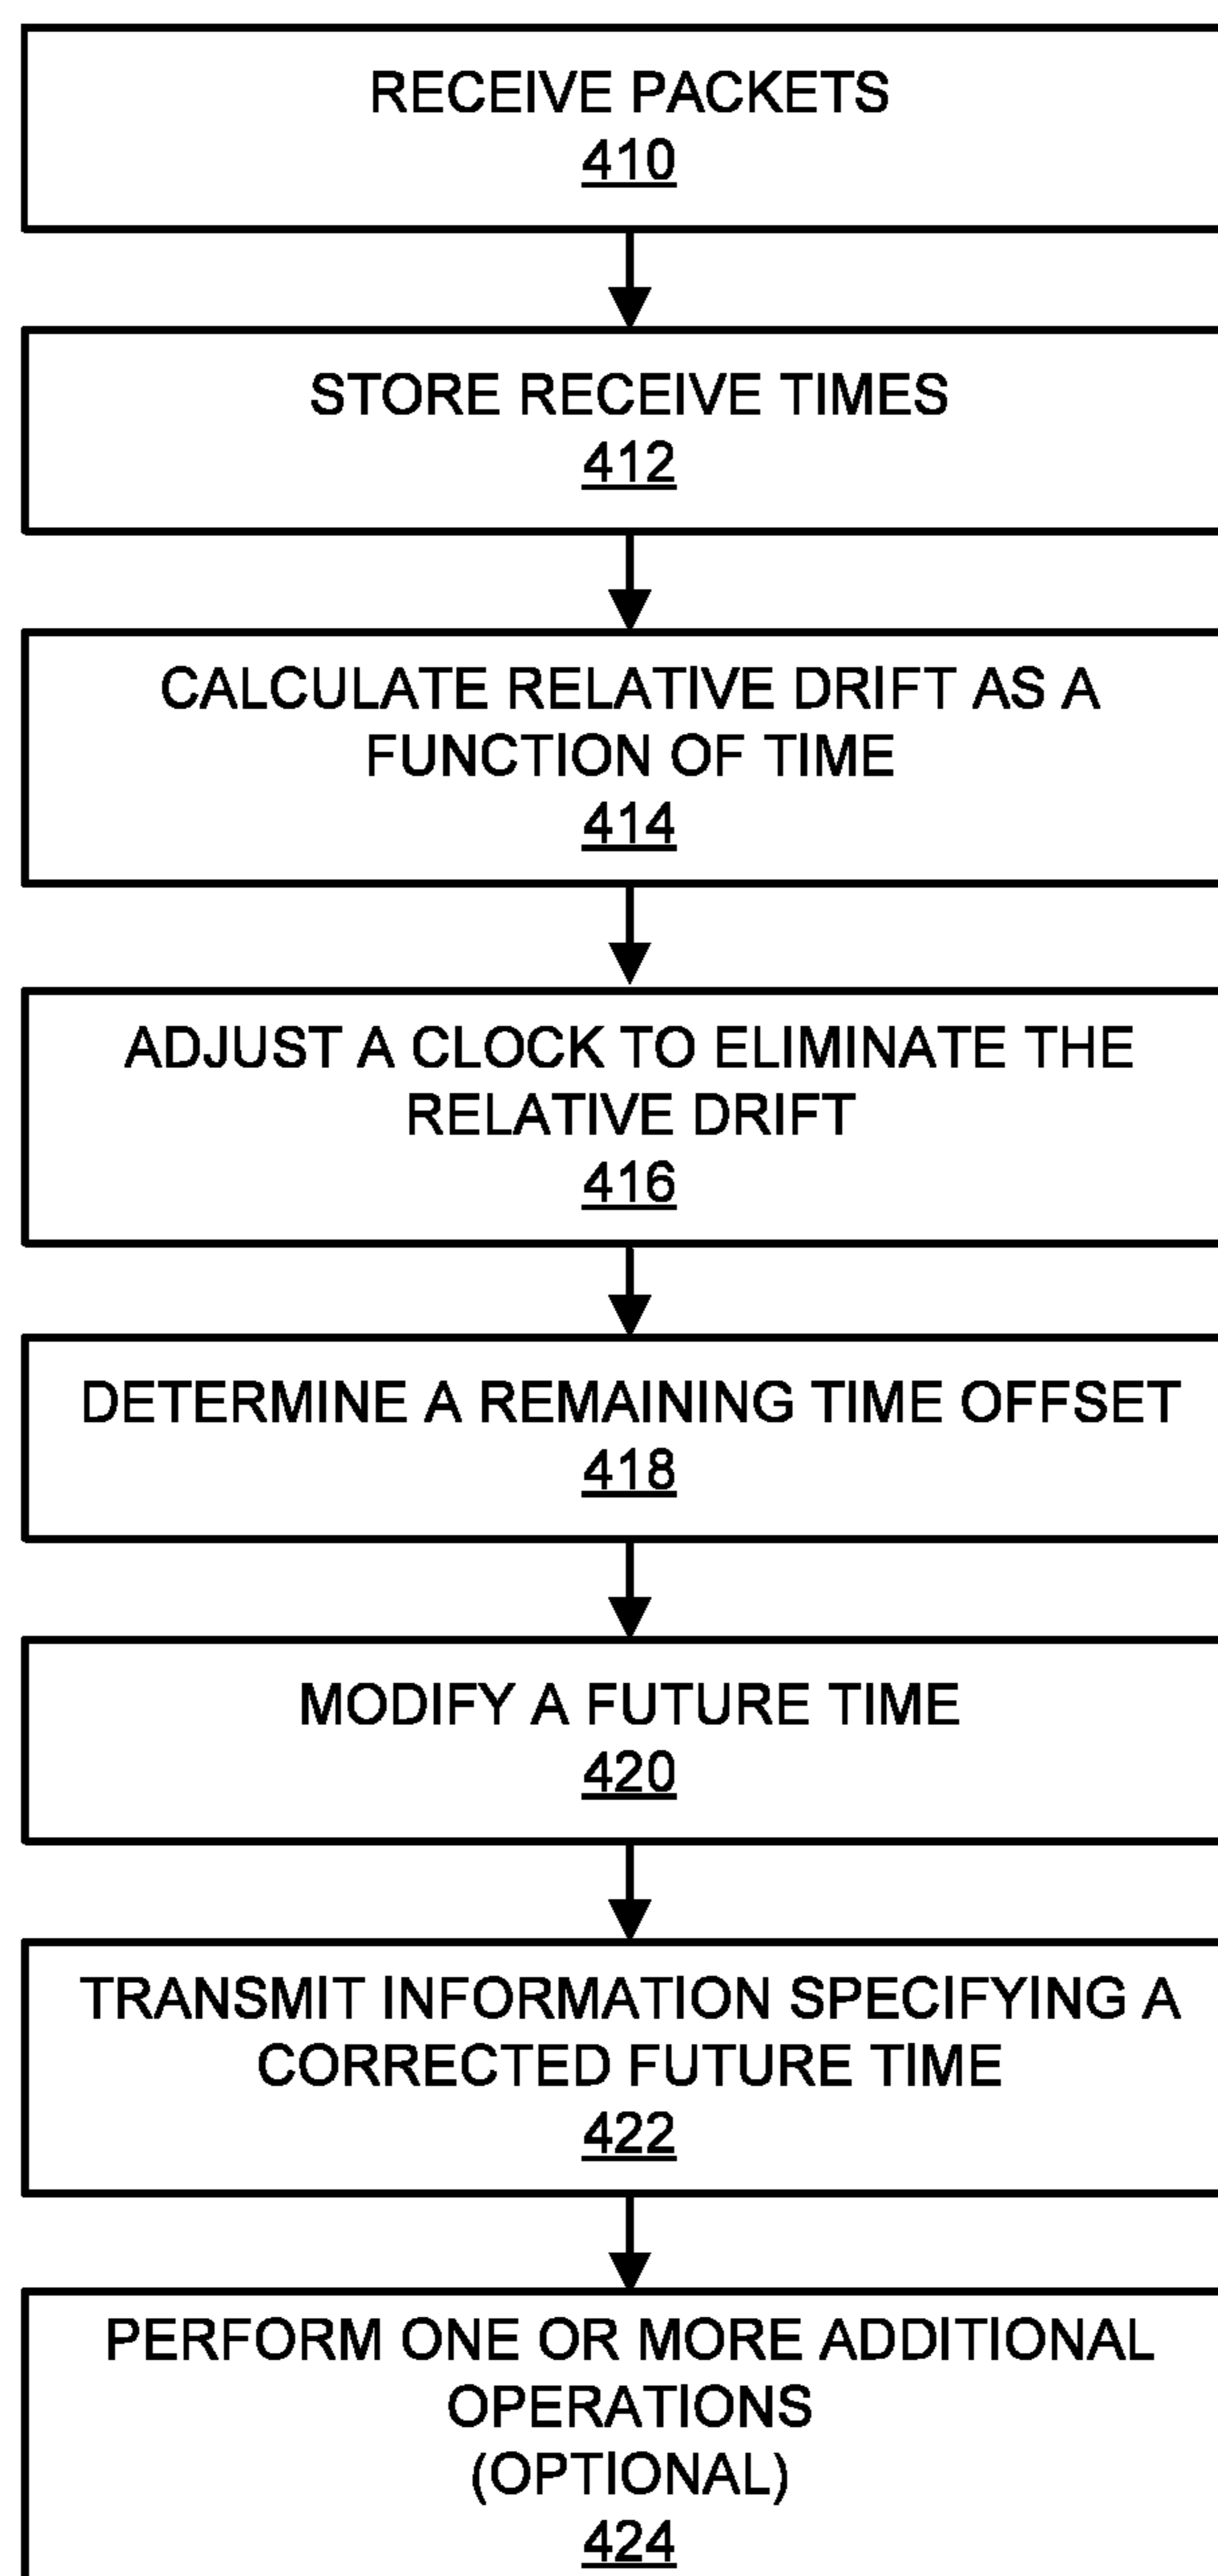 RECEIVE PACKETS
410
STORE RECEIVE TIMES
412
CALCULATE RELATIVE DRIFT AS A
FUNCTION OF TIME
414
ADJUST A CLOCK TO ELIMINATE THE
RELATIVE DRIFT
416
DETERMINE A REMAINING TIME OFFSET
418
MODIFY A FUTURE TIME
420
TRANSMIT INFORMATION SPECIFYING A
CORRECTED FUTURE TIME
422
PERFORM ONE OR MORE ADDITIONAL
OPERATIONS
(OPTIONAL)
424